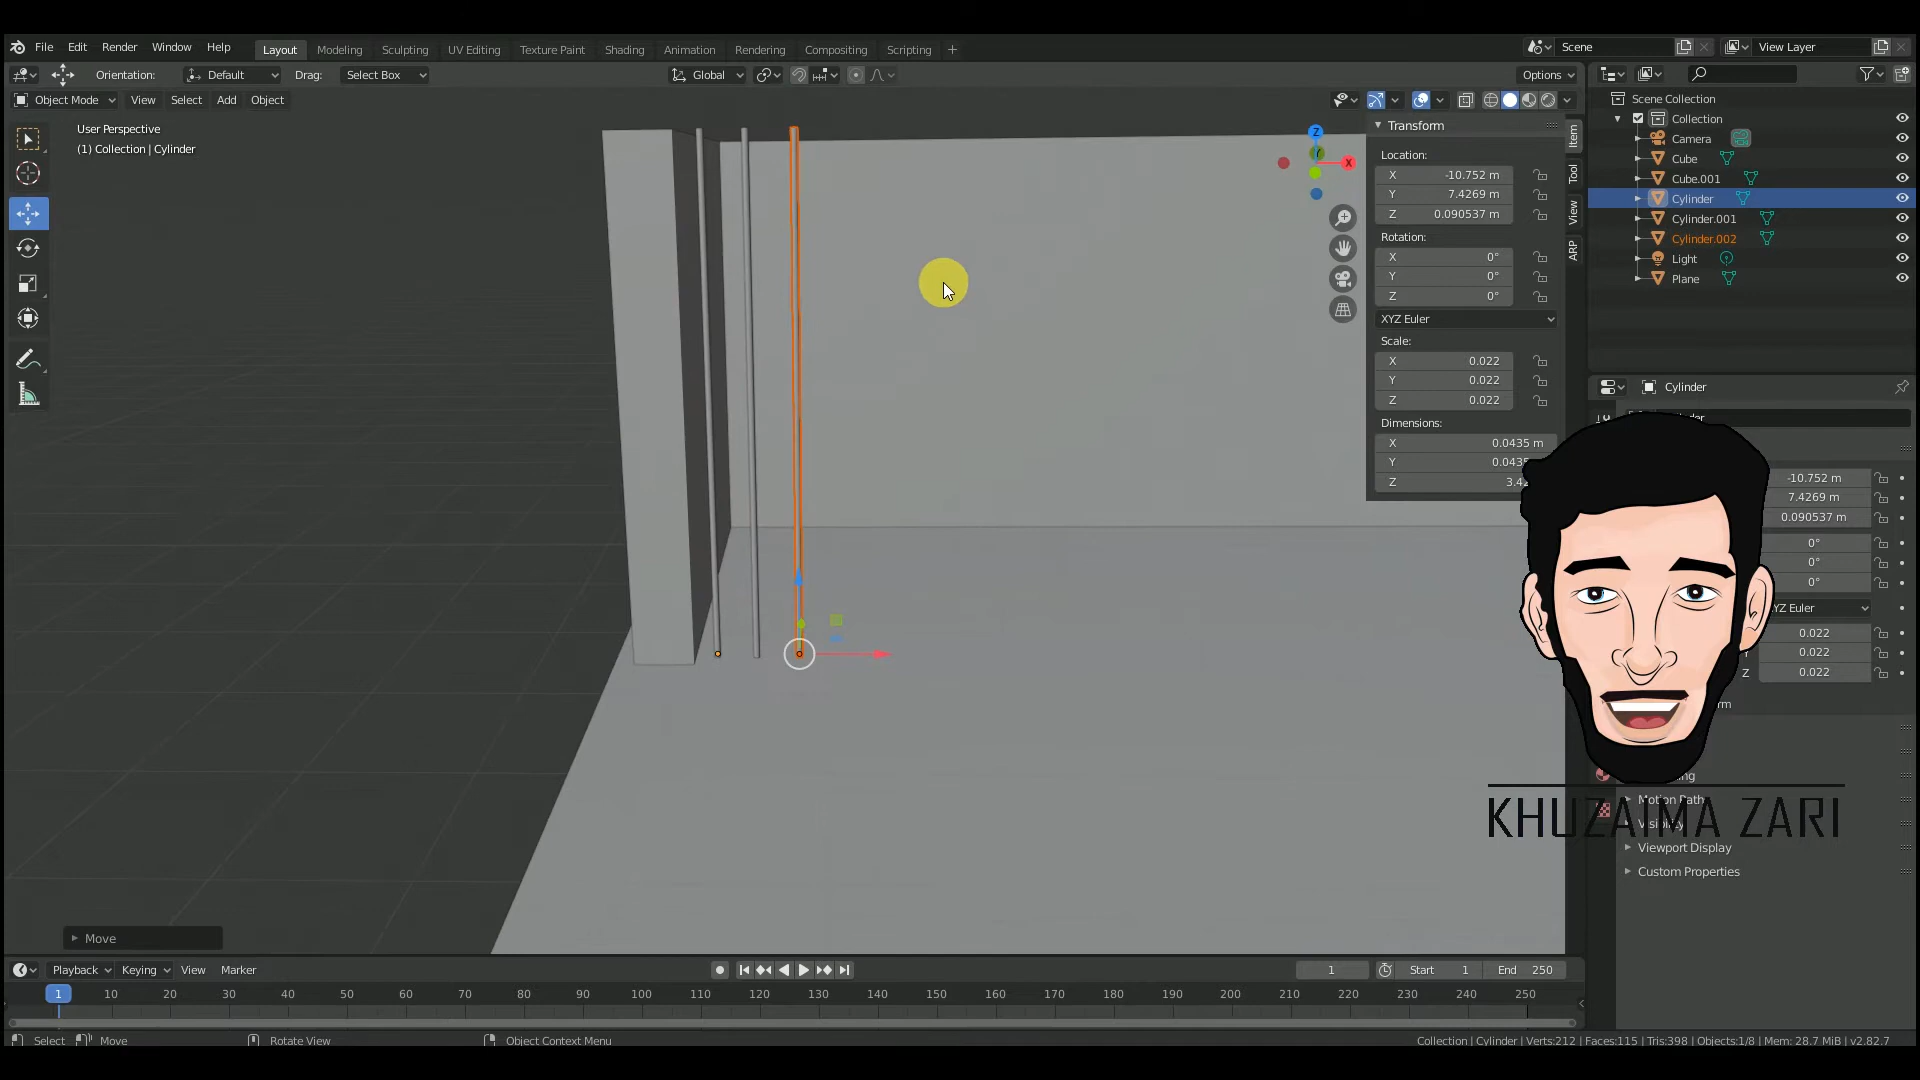 File Edit Render Window Help Layout Modeling Sculpting UV Editing Texture Paint Shading Animation Rendering Compositing Scripting + Scene View Layer
Orientation: Default Drag: Select Box Global Options
Object Mode View Select Add Object
User Perspective
(1) Collection | Cylinder
Transform
Location:
X -10.752 m
Y 7.4269 m
Z 0.090537 m
Rotation:
X 0°
Y 0°
Z 0°
XYZ Euler
Scale:
X 0.022
Y 0.022
Z 0.022
Dimensions:
X 0.0435 m
Y 0.0435
Z
Item
Tool
View
ARP
Z
Y
X
Scene Collection
Collection
Camera
Cube
Cube.001
Cylinder
Cylinder.001
Cylinder.002
Light
Plane
Cylinder
-10.752 m
7.4269 m
0.090537 m
0°
0°
0°
YZ Euler
0.022
0.022
Z 0.022
Motion Paths
Visibility
Viewport Display
Custom Properties
KHUZAIMA ZARI
Move
Playback Keying View Marker 1 Start 1 End 250
1 10 20 30 40 50 60 70 80 90 100 110 120 130 140 150 160 170 180 190 200 210 220 230 240 250
Select Move Rotate View Object Context Menu Collection | Cylinder | Verts:212 | Faces:115 | Tris:398 | Objects:1/8 | Mem: 28.7 MiB | v2.82.7